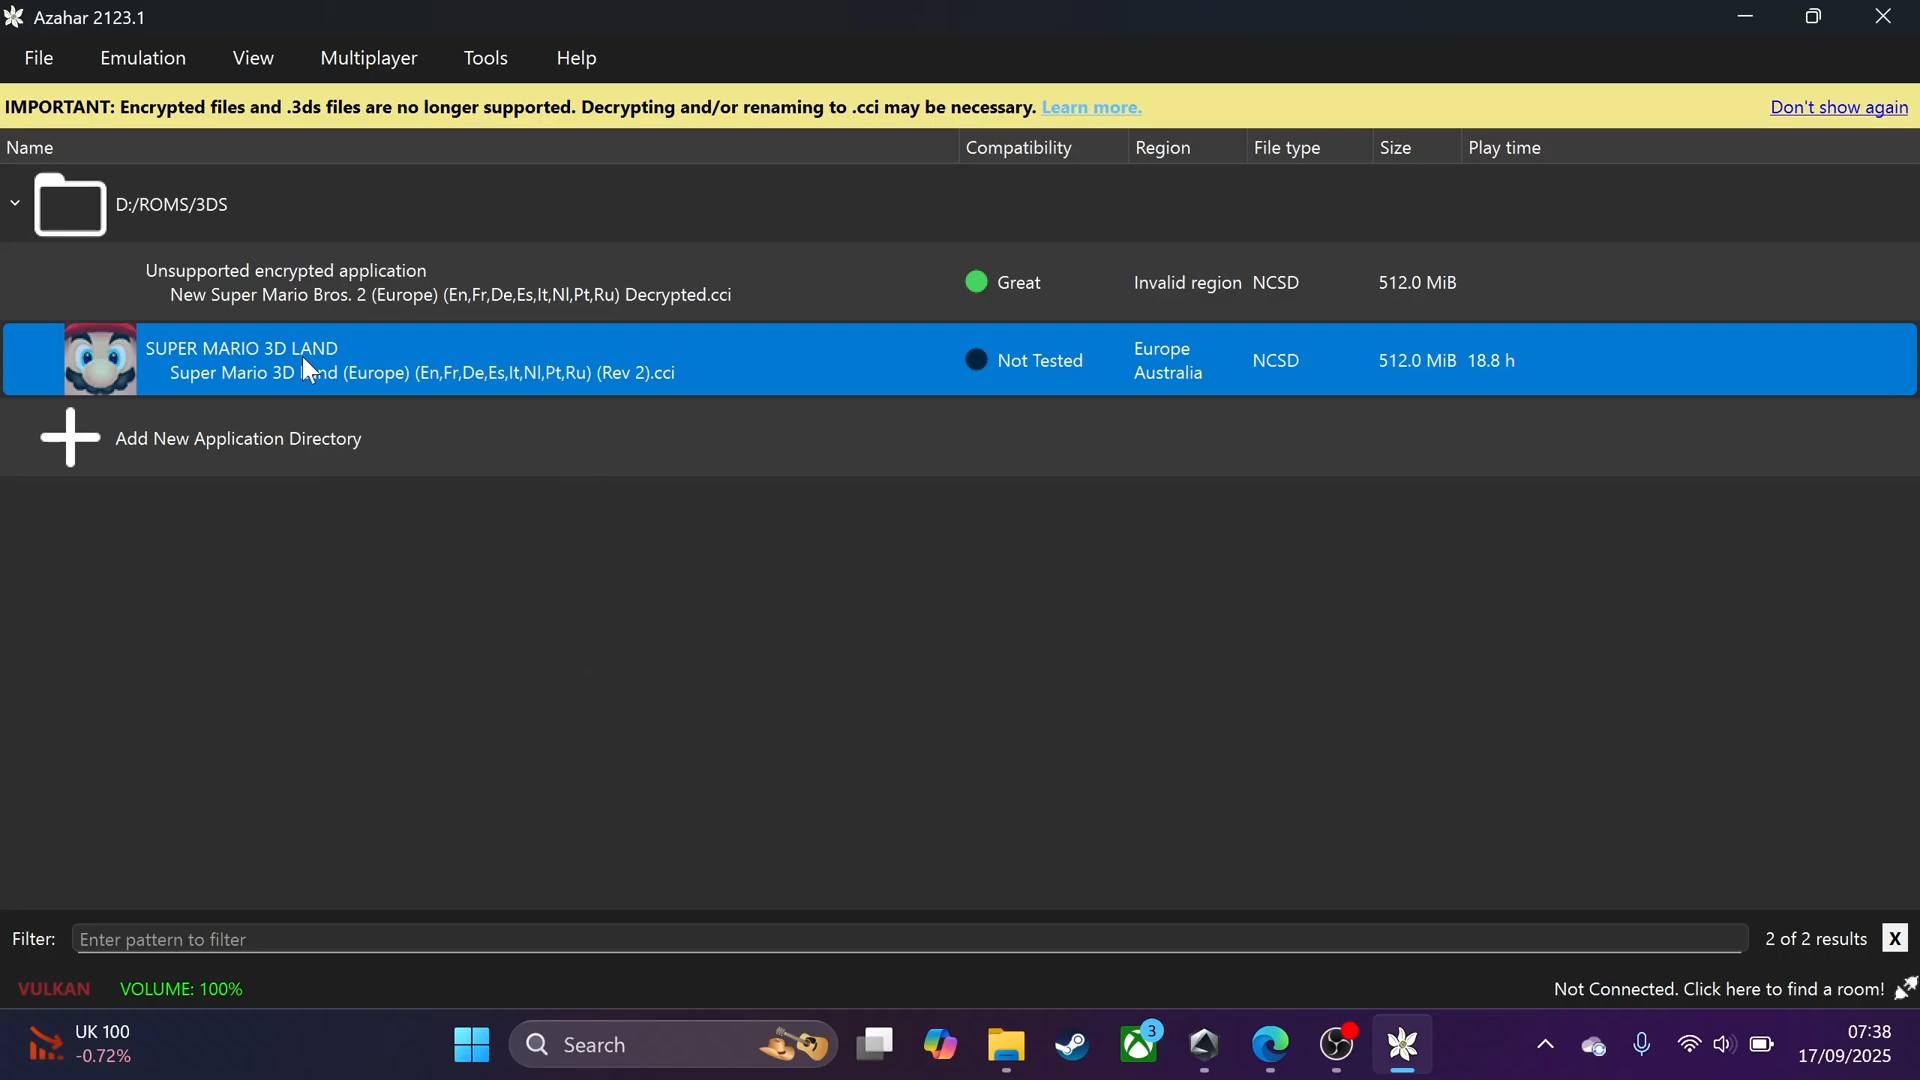 Azahar 2123.1
File Emulation View Multiplayer Tools Help
IMPORTANT: Encrypted files and .3ds files are no longer supported. Decrypting and/or renaming to .cci may be necessary. Learn more. Don't show again
Name Compatibility Region File type Size Play time
D:/ROMS/3DS
Unsupported encrypted application
New Super Mario Bros. 2 (Europe) (En,Fr,De,Es,It,Nl,Pt,Ru) Decrypted.cci
Great Invalid region NCSD 512.0 MiB
SUPER MARIO 3D LAND
Super Mario 3D (Europe) (En,Fr,De,Es,It,Nl,Pt,Ru) (Rev 2).cci
Not Tested
Europe
Australia
NCSD 512.0 MiB 18.8 h
Add New Application Directory
Filter: Enter pattern to filter 2 of 2 results X
VULKAN VOLUME: 100% Not Connected. Click here to find a room!
UK 100
-0.72%
Search
3
07:38
17/09/2025